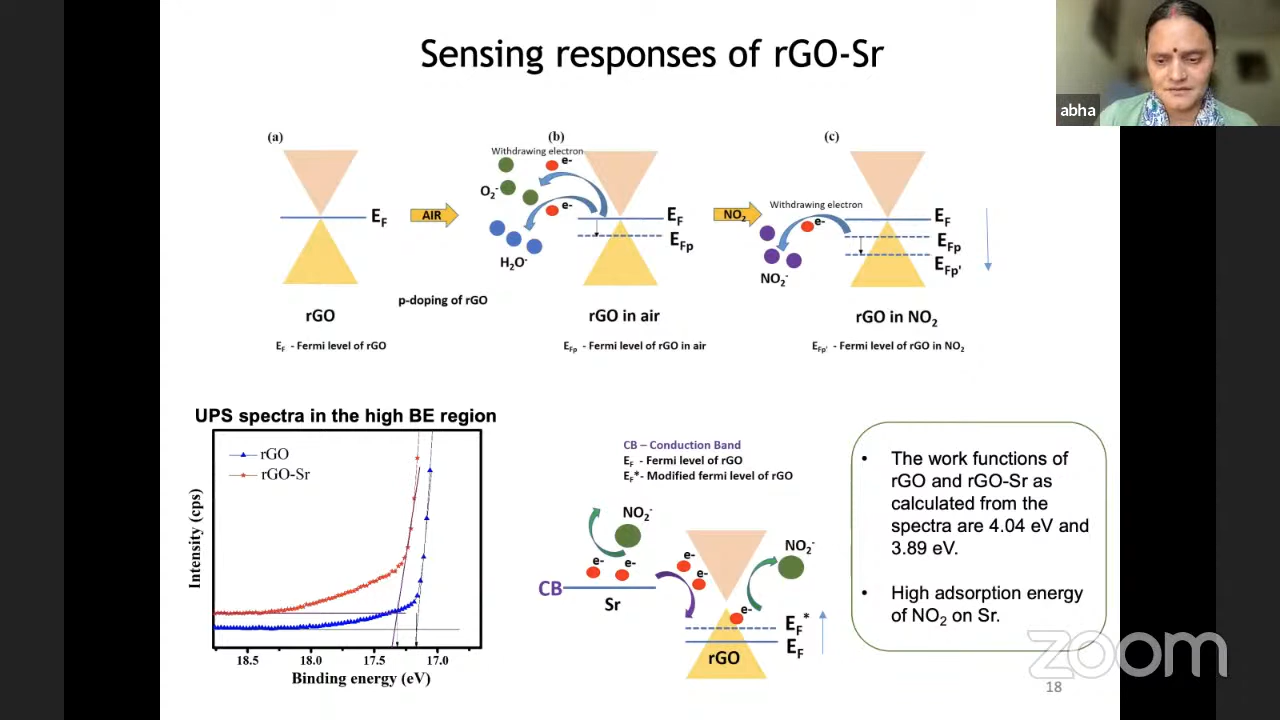 Sensing responses of rGO-Sr
abha
(a)
E_F
rGO
E_F - Fermi level of rGO
AIR
p-doping of rGO
(b)
Withdrawing electron
e-
O₂⁻
e-
H₂O⁻
E_F
E_Fp
rGO in air
E_Fp - Fermi level of rGO in air
NO₂
(c)
Withdrawing electron
e-
NO₂⁻
E_F
E_Fp
E_Fp'
rGO in NO₂
E_Fp' - Fermi level of rGO in NO₂
UPS spectra in the high BE region
rGO
rGO-Sr
Intensity (cps)
18.5 18.0 17.5 17.0
Binding energy (eV)
CB – Conduction Band
E_F - Fermi level of rGO
E_F* - Modified fermi level of rGO
NO₂⁻
e- e-
CB
Sr
e-
e-
e-
NO₂⁻
E_F*
E_F
rGO
• The work functions of
rGO and rGO-Sr as
calculated from the
spectra are 4.04 eV and
3.89 eV.
• High adsorption energy
of NO₂ on Sr.
zoom
18